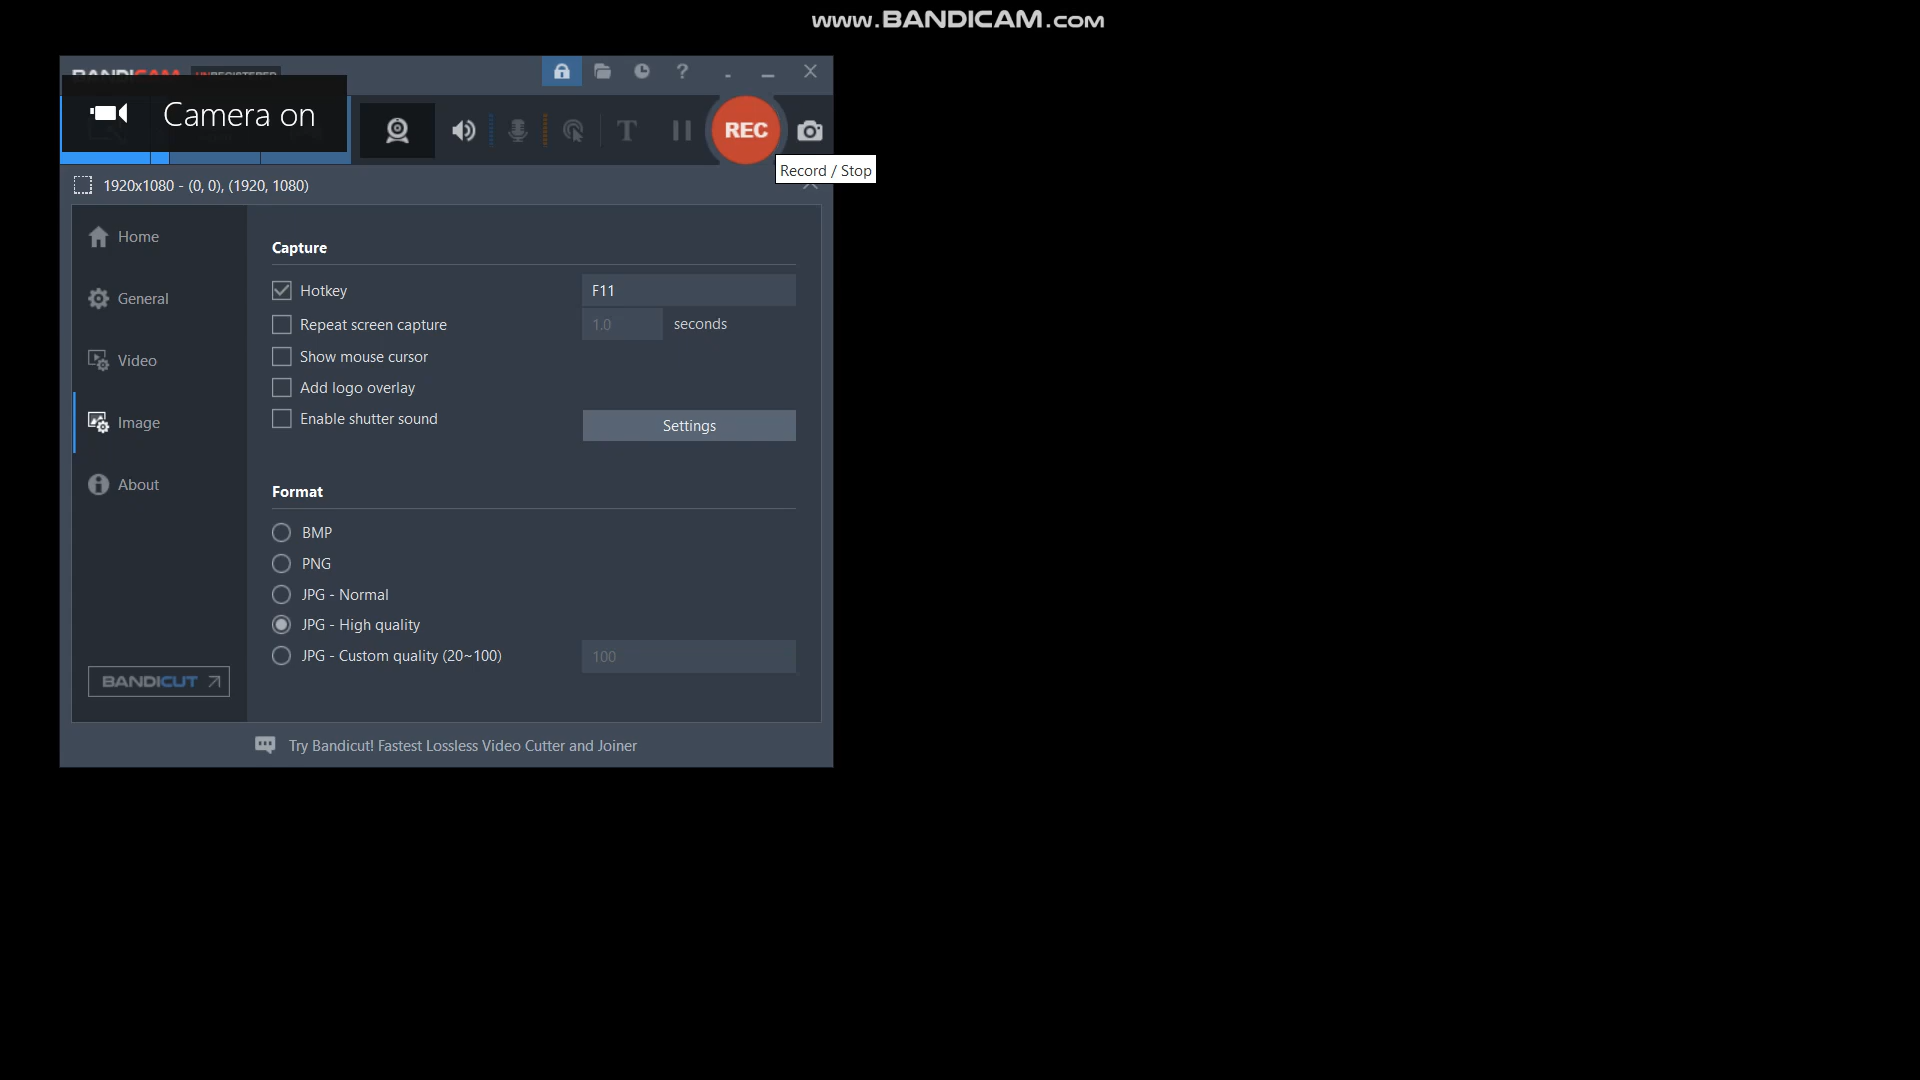 www.BANDICAM.com
BANDICAM UNREGISTERED
?
Camera on
T
REC
Record / Stop
1920x1080 - (0, 0), (1920, 1080)
Home
General
Video
Image
About
BANDICUT
Capture
Hotkey
F11
Repeat screen capture
1.0
seconds
Show mouse cursor
Add logo overlay
Enable shutter sound
Settings
Format
BMP
PNG
JPG - Normal
JPG - High quality
JPG - Custom quality (20~100)
100
Try Bandicut! Fastest Lossless Video Cutter and Joiner